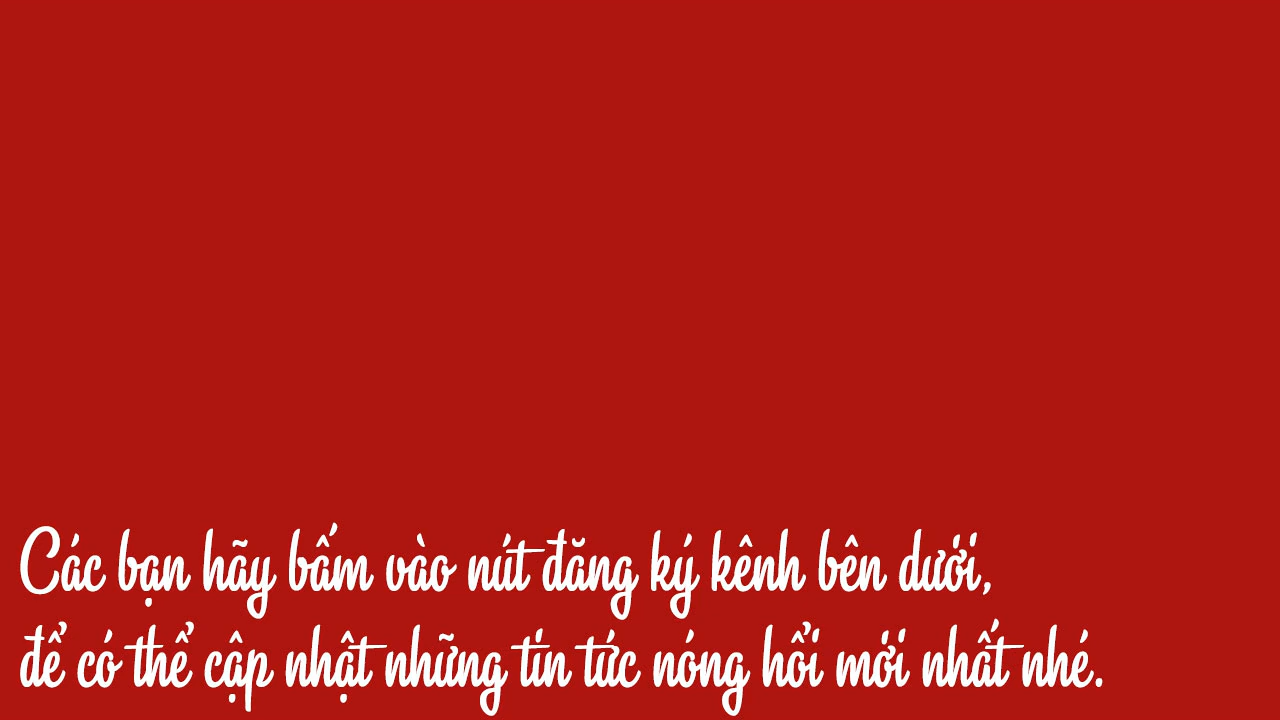 Các bạn hãy bấm vào nút đăng ký kênh bên dưới,
để có thể cập nhật những tin tức nóng hổi mới nhất nhé.